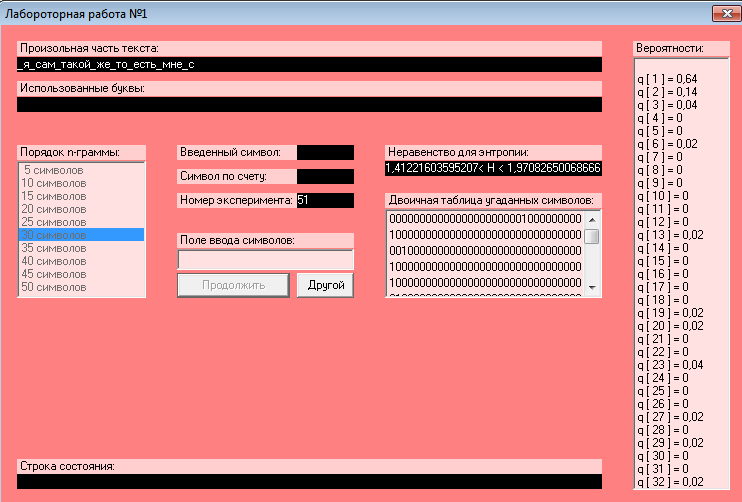 Лабороторная работа №1
Произольная часть текста:
_я_сам_такой_же_то_есть_мне_с
Использованные буквы:
Порядок n-граммы:
5 символов
10 символов
15 символов
20 символов
25 символов
30 символов
35 символов
40 символов
45 символов
50 символов
Введенный символ:
Символ по счету:
Номер эксперимента: 51
Поле ввода символов:
Продолжить
Другой
Неравенство для энтропии:
1,41221603595207< H < 1,97082650068666
Двоичная таблица угаданных символов:
00000000000000000000001000000000
10000000000000000000000000000000
00100000000000000000000000000000
10000000000000000000000000000000
10000000000000000000000000000000
Строка состояния:
Вероятности:
q [ 1 ] = 0,64
q [ 2 ] = 0,14
q [ 3 ] = 0,04
q [ 4 ] = 0
q [ 5 ] = 0
q [ 6 ] = 0,02
q [ 7 ] = 0
q [ 8 ] = 0
q [ 9 ] = 0
q [ 10 ] = 0
q [ 11 ] = 0
q [ 12 ] = 0
q [ 13 ] = 0,02
q [ 14 ] = 0
q [ 15 ] = 0
q [ 16 ] = 0
q [ 17 ] = 0
q [ 18 ] = 0
q [ 19 ] = 0,02
q [ 20 ] = 0,02
q [ 21 ] = 0
q [ 22 ] = 0
q [ 23 ] = 0,04
q [ 24 ] = 0
q [ 25 ] = 0
q [ 26 ] = 0
q [ 27 ] = 0,02
q [ 28 ] = 0
q [ 29 ] = 0,02
q [ 30 ] = 0
q [ 31 ] = 0
q [ 32 ] = 0,02